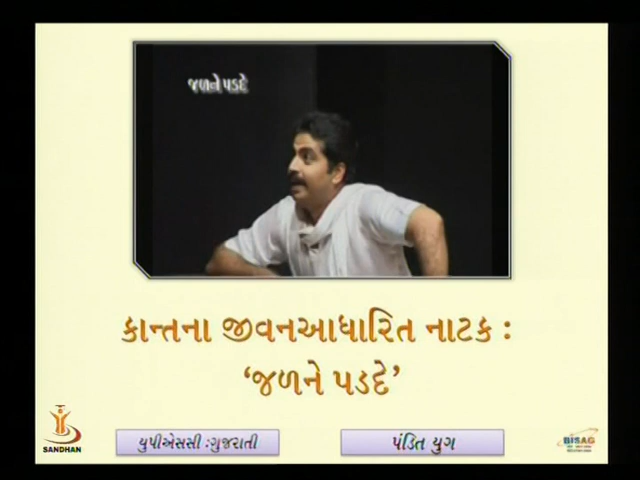 જળને પડદે
કાન્તના જીવનઆધારિત નાટક :
‘જળને પડદે’
SANDHAN
યુપીએસસી :ગુજરાતી
પંડિત યુગ
BISAG